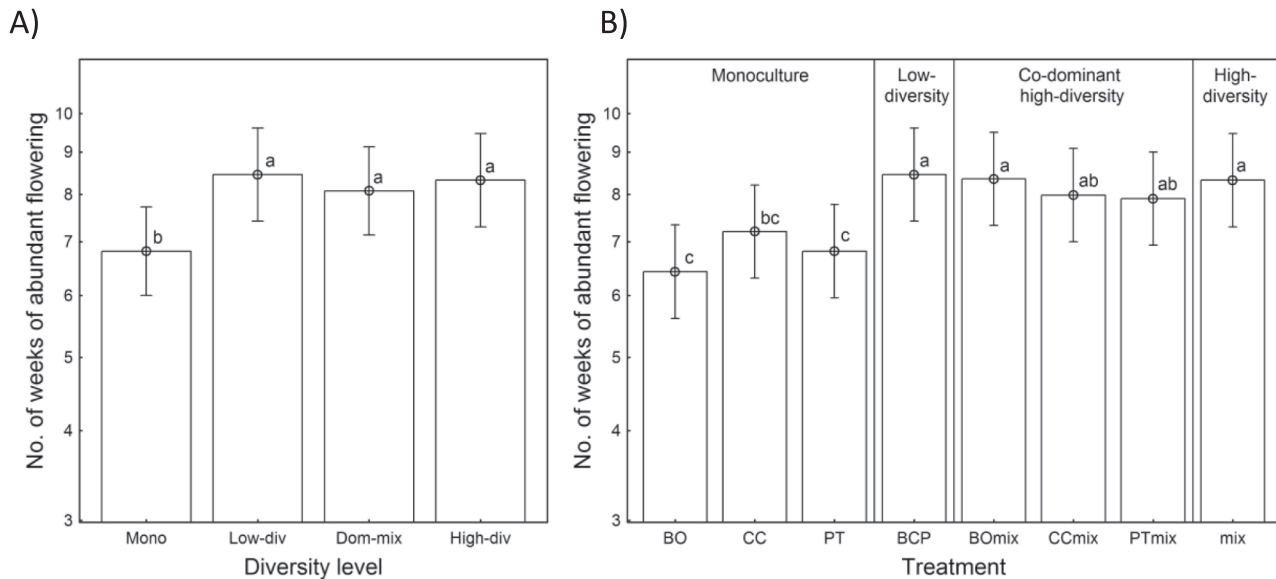 A)
No. of weeks of abundant flowering
10
9
8
7
6
5
4
3
b
a
a
a
Mono Low-div Dom-mix High-div
Diversity level
B)
No. of weeks of abundant flowering
10
9
8
7
6
5
4
3
Monoculture
Low-
diversity
Co-dominant
high-diversity
High-
diversity
c
bc
c
a
a
ab
ab
a
BO CC PT BCP BOmix CCmix PTmix mix
Treatment